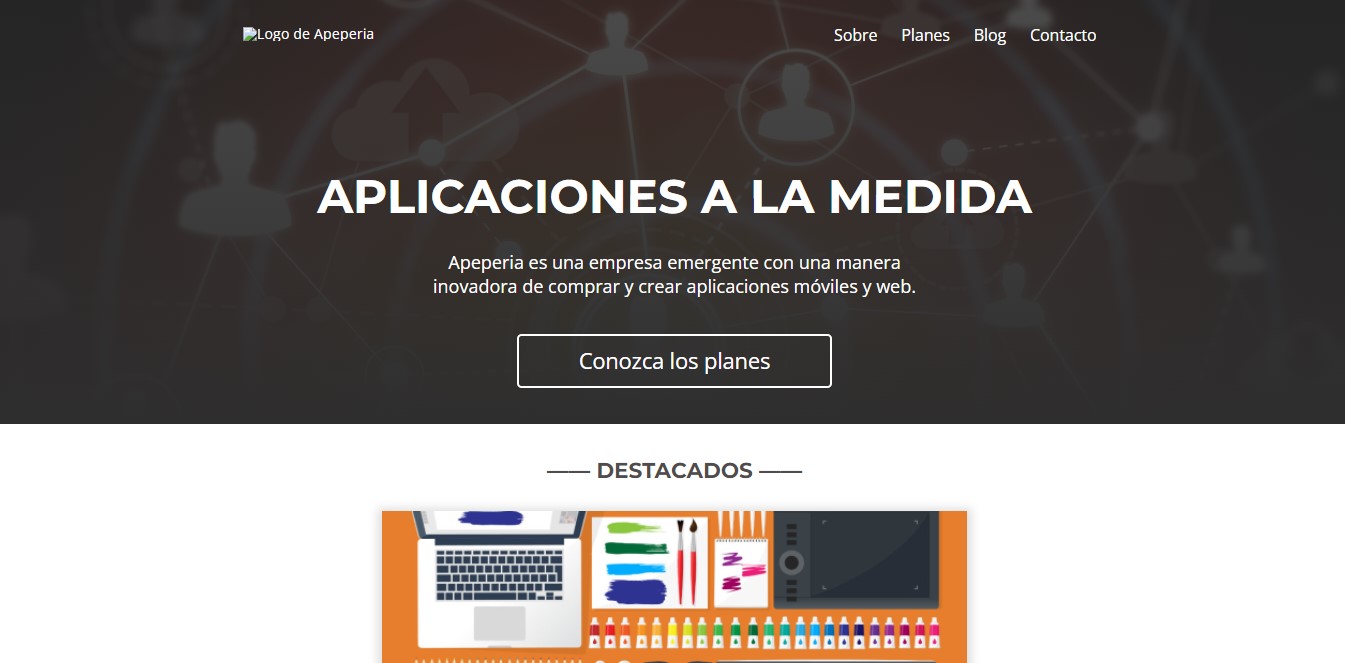 Logo de Apeperia
Sobre Planes Blog Contacto
APLICACIONES A LA MEDIDA
Apeperia es una empresa emergente con una manera
inovadora de comprar y crear aplicaciones móviles y web.
Conozca los planes
—— DESTACADOS ——